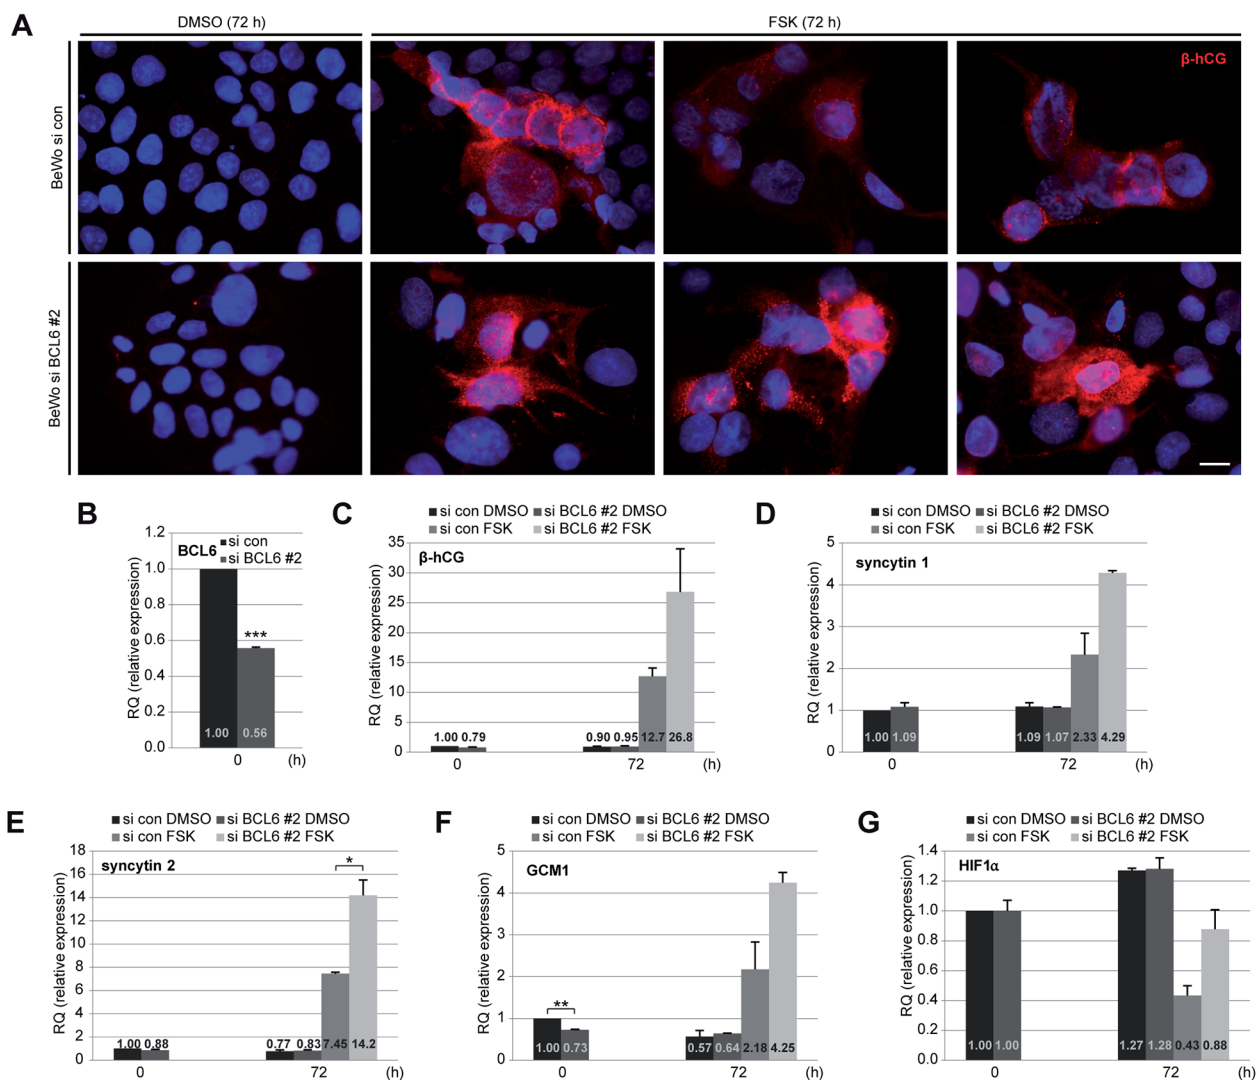 A
DMSO (72 h)
FSK (72 h)
BeWo si con
β-hCG
BeWo si BCL6 #2
B
BCL6
si con
si BCL6 #2
RQ (relative expression)
1.2
1.0
0.8
0.6
0.4
0.2
0.0
***
1.00 0.56
0 (h)
C
si con DMSO si BCL6 #2 DMSO
si con FSK si BCL6 #2 FSK
β-hCG
RQ (relative expression)
35
30
25
20
15
10
5
0
1.00 0.79 0.90 0.95 12.7 26.8
0 72 (h)
D
si con DMSO si BCL6 #2 DMSO
si con FSK si BCL6 #2 FSK
syncytin 1
RQ (relative expression)
5
4
3
2
1
0
1.00 1.09 1.09 1.07 2.33 4.29
0 72 (h)
E
si con DMSO si BCL6 #2 DMSO
si con FSK si BCL6 #2 FSK
syncytin 2
RQ (relative expression)
18
16
14
12
10
8
6
4
2
0
*
1.00 0.88 0.77 0.83 7.45 14.2
0 72 (h)
F
si con DMSO si BCL6 #2 DMSO
si con FSK si BCL6 #2 FSK
GCM1
RQ (relative expression)
5
4
3
2
1
0
**
1.00 0.73 0.57 0.64 2.18 4.25
0 72 (h)
G
si con DMSO si BCL6 #2 DMSO
si con FSK si BCL6 #2 FSK
HIF1α
RQ (relative expression)
1.4
1.2
1.0
0.8
0.6
0.4
0.2
0.0
1.00 1.00 1.27 1.28 0.43 0.88
0 72 (h)